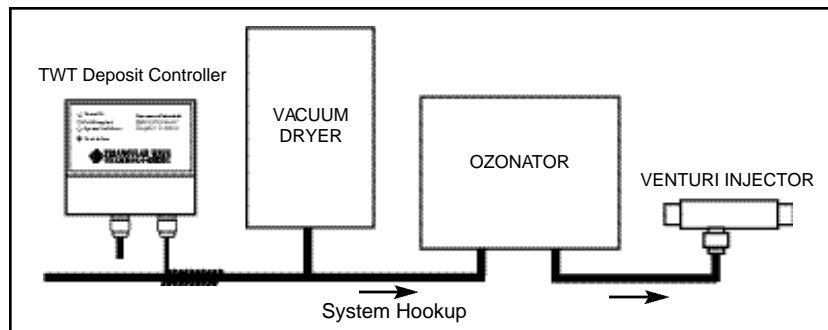 TWT Deposit Controller
VACUUM
DRYER
OZONATOR
VENTURI INJECTOR
System Hookup